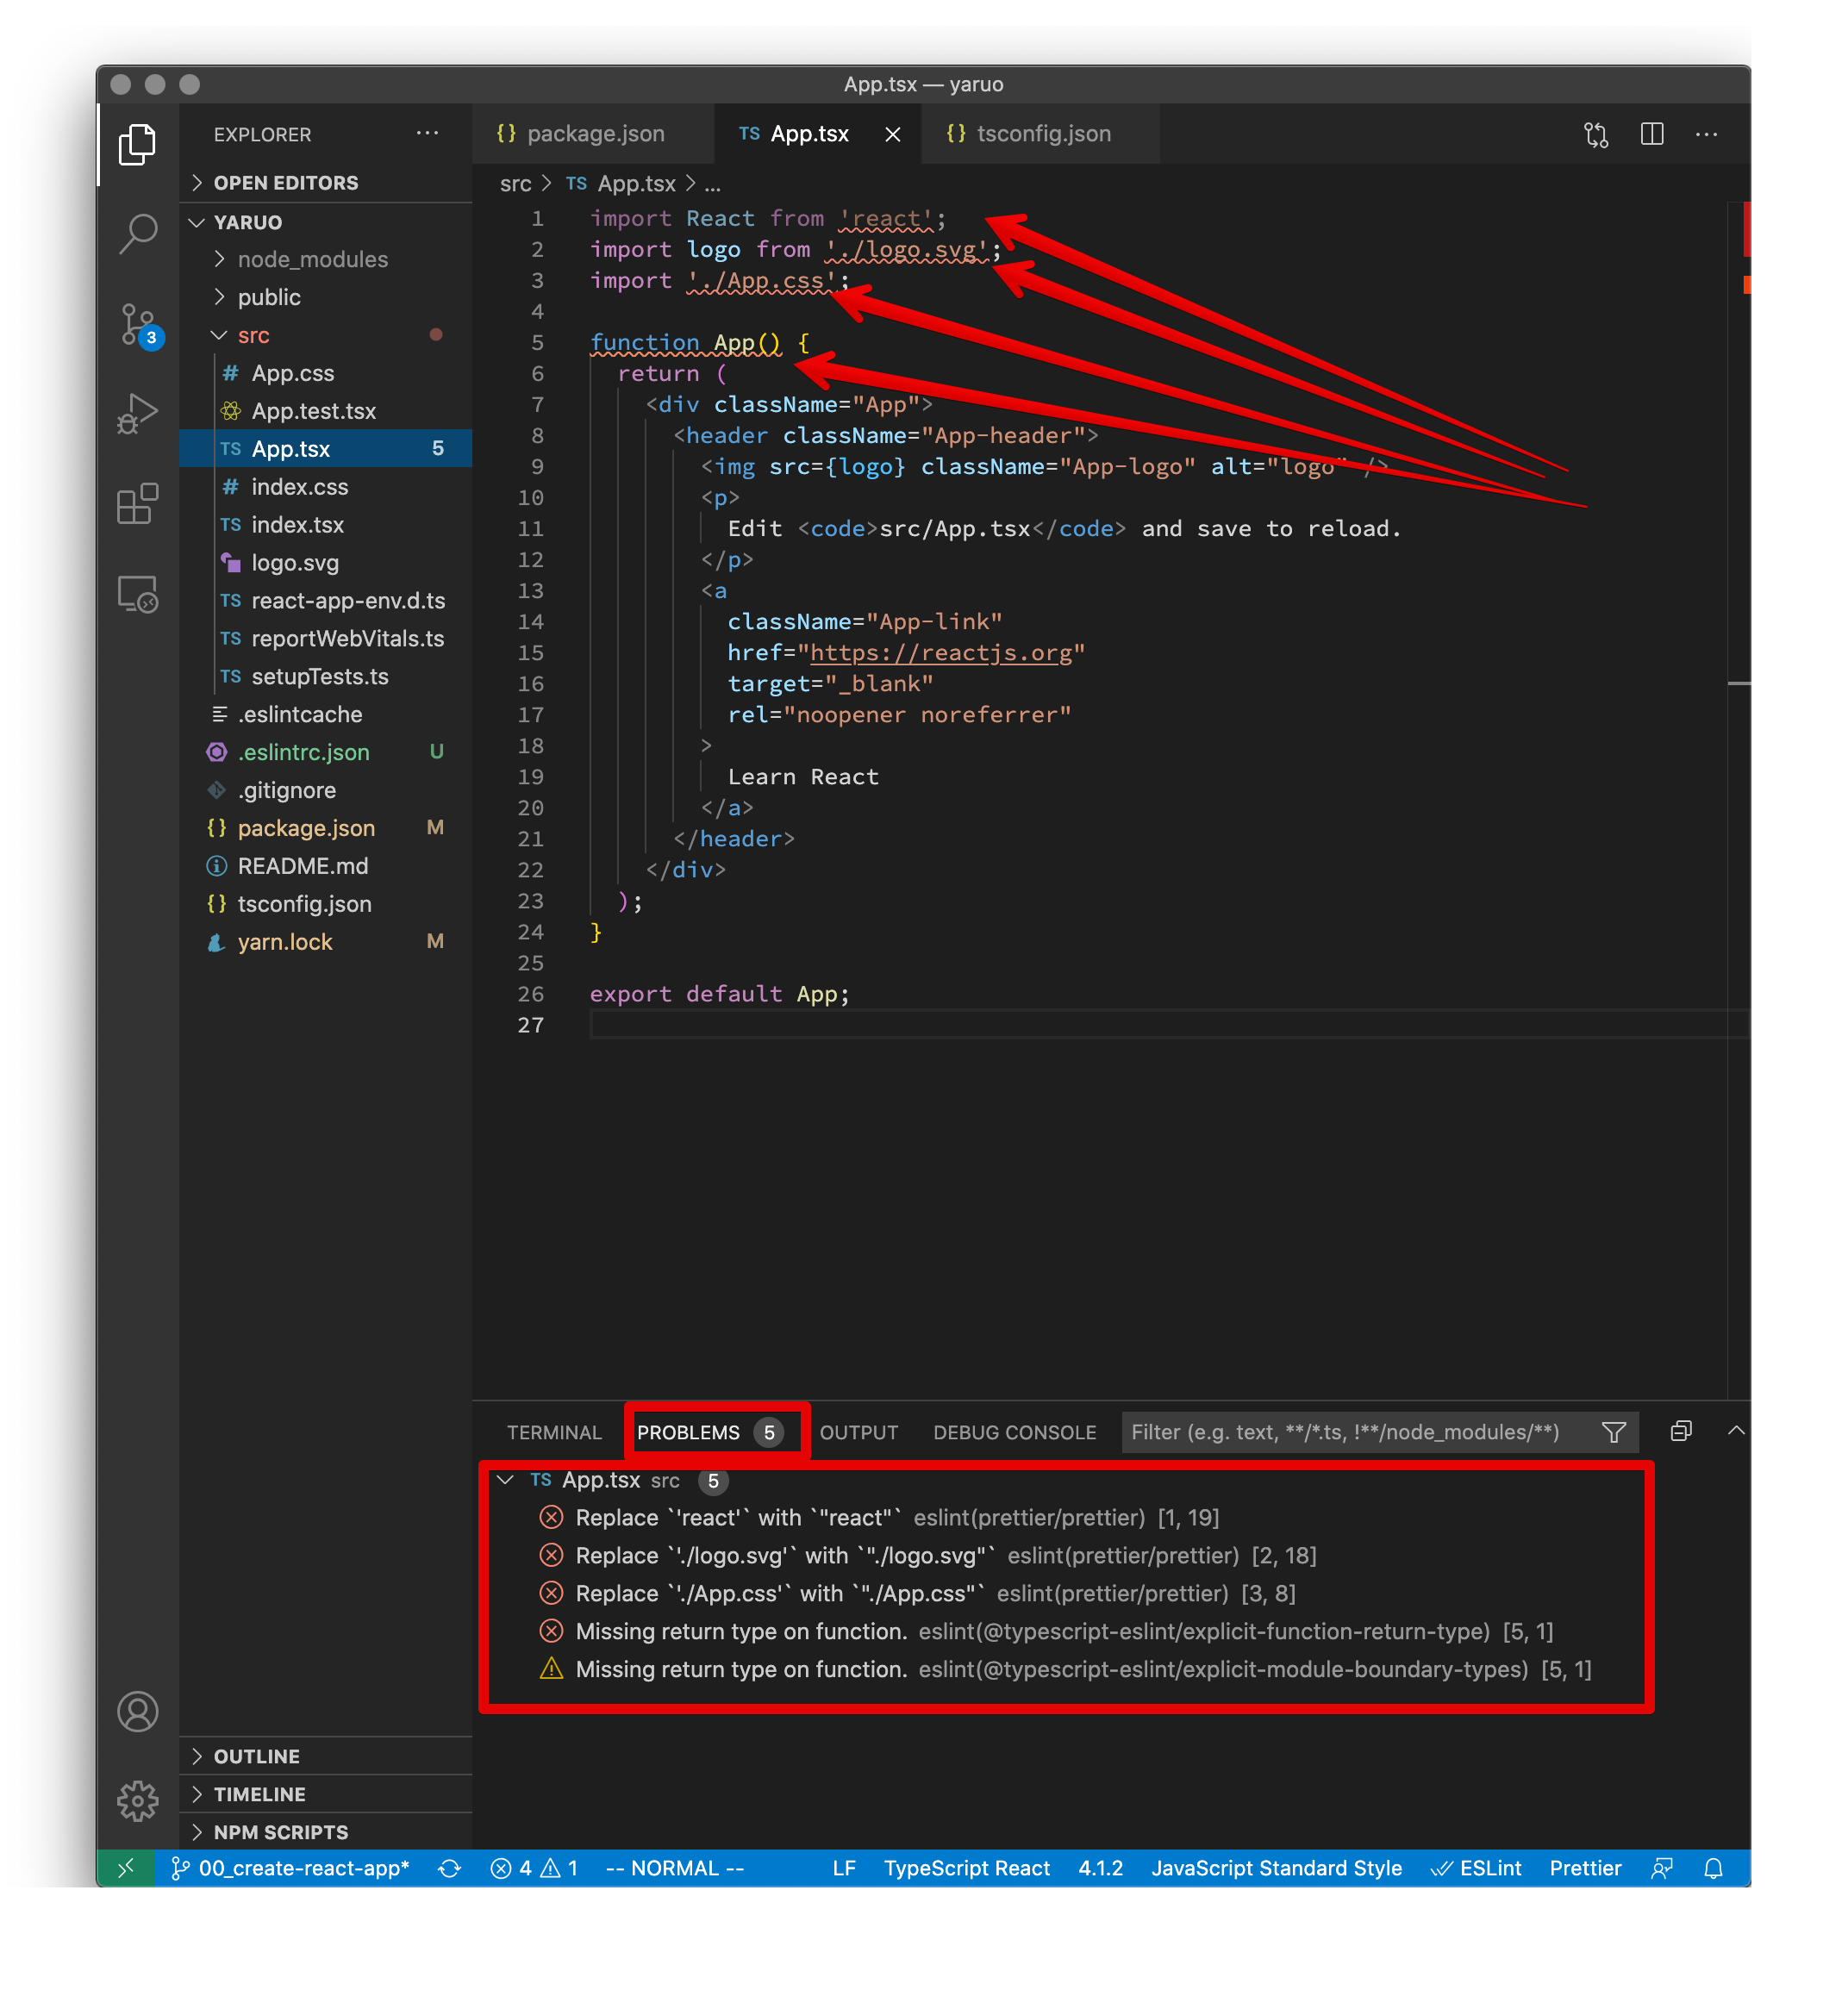 App.tsx — yaruo
EXPLORER ···
{} package.json TS App.tsx × {} tsconfig.json ···
OPEN EDITORS
src > TS App.tsx > ...
YARUO
node_modules
public
src
# App.css
App.test.tsx
TS App.tsx 5
# index.css
TS index.tsx
logo.svg
TS react-app-env.d.ts
TS reportWebVitals.ts
TS setupTests.ts
.eslintcache
.eslintrc.json U
.gitignore
{} package.json M
README.md
{} tsconfig.json
yarn.lock M
3
OUTLINE
TIMELINE
NPM SCRIPTS
1 import React from 'react';
2 import logo from './logo.svg';
3 import './App.css';
4
5 function App() {
6 return (
7 <div className="App">
8 <header className="App-header">
9 <img src={logo} className="App-logo" alt="logo" />
10 <p>
11 Edit <code>src/App.tsx</code> and save to reload.
12 </p>
13 <a
14 className="App-link"
15 href="https://reactjs.org"
16 target="_blank"
17 rel="noopener noreferrer"
18 >
19 Learn React
20 </a>
21 </header>
22 </div>
23 );
24 }
25
26 export default App;
27
TERMINAL PROBLEMS 5 OUTPUT DEBUG CONSOLE Filter (e.g. text, **/*.ts, !**/node_modules/**)
TS App.tsx src 5
Replace `'react'` with `"react"` eslint(prettier/prettier) [1, 19]
Replace `'./logo.svg'` with `"./logo.svg"` eslint(prettier/prettier) [2, 18]
Replace `'./App.css'` with `"./App.css"` eslint(prettier/prettier) [3, 8]
Missing return type on function. eslint(@typescript-eslint/explicit-function-return-type) [5, 1]
Missing return type on function. eslint(@typescript-eslint/explicit-module-boundary-types) [5, 1]
00_create-react-app* 4 1 -- NORMAL -- LF TypeScript React 4.1.2 JavaScript Standard Style ESLint Prettier